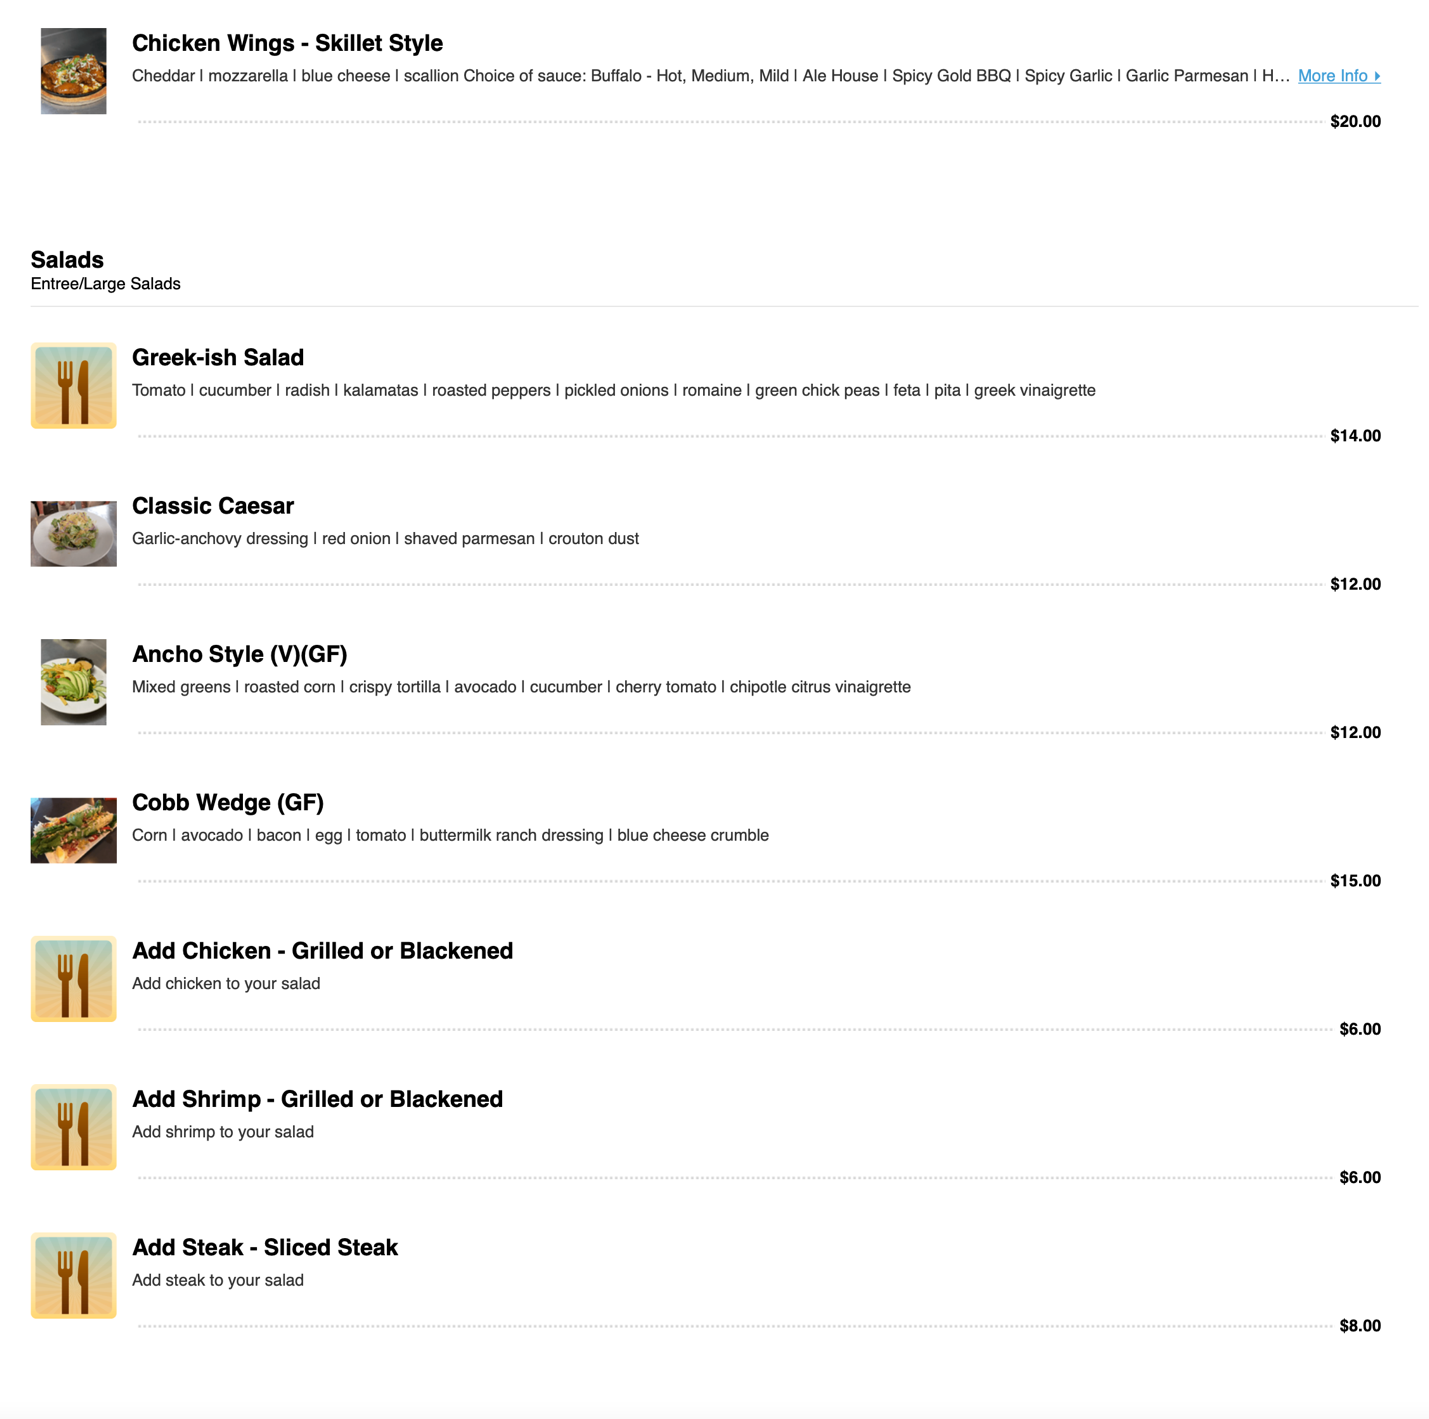 Chicken Wings - Skillet Style
Cheddar | mozzarella | blue cheese | scallion Choice of sauce: Buffalo - Hot, Medium, Mild | Ale House | Spicy Gold BBQ | Spicy Garlic | Garlic Parmesan | H... More Info
$20.00
Salads
Entree/Large Salads
Greek-ish Salad
Tomato | cucumber | radish | kalamatas | roasted peppers | pickled onions | romaine | green chick peas | feta | pita | greek vinaigrette
$14.00
Classic Caesar
Garlic-anchovy dressing | red onion | shaved parmesan | crouton dust
$12.00
Ancho Style (V)(GF)
Mixed greens | roasted corn | crispy tortilla | avocado | cucumber | cherry tomato | chipotle citrus vinaigrette
$12.00
Cobb Wedge (GF)
Corn | avocado | bacon | egg | tomato | buttermilk ranch dressing | blue cheese crumble
$15.00
Add Chicken - Grilled or Blackened
Add chicken to your salad
$6.00
Add Shrimp - Grilled or Blackened
Add shrimp to your salad
$6.00
Add Steak - Sliced Steak
Add steak to your salad
$8.00